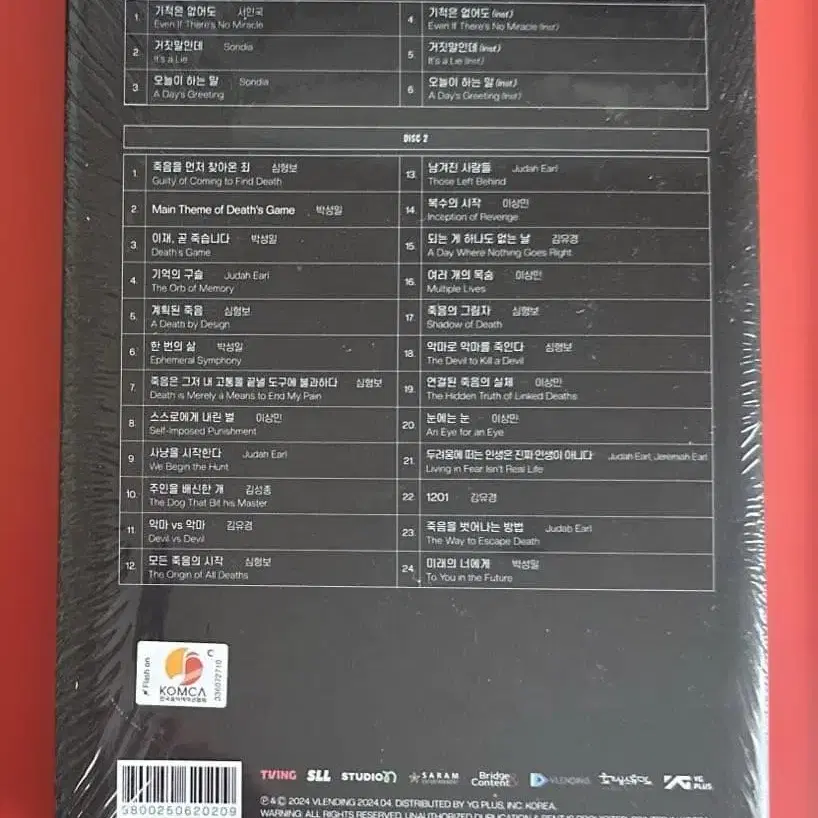 1. 기적은 없어도 서인국
Even If There's No Miracle
2. 거짓말인데 Sondia
It's a Lie
3. 오늘이 하는 말 Sondia
A Day's Greeting
4. 기적은 없어도 (inst.)
Even If There's No Miracle (inst.)
5. 거짓말인데 (inst.)
It's a Lie (inst.)
6. 오늘이 하는 말 (inst.)
A Day's Greeting (inst.)
DISC 2
1. 죽음을 먼저 찾아온 죄 심형보
Guilty of Coming to Find Death
2. Main Theme of Death's Game 박성일
3. 이재, 곧 죽습니다 박성일
Death's Game
4. 기억의 구슬 Judah Earl
The Orb of Memory
5. 계획된 죽음 심형보
A Death by Design
6. 한 번의 삶 박성일
Ephemeral Symphony
7. 죽음은 그저 내 고통을 끝낼 도구에 불과하다 심형보
Death is Merely a Means to End My Pain
8. 스스로에게 내린 벌 이상민
Self-Imposed Punishment
9. 사냥을 시작한다 Judah Earl
We Begin the Hunt
10. 주인을 배신한 개 김성종
The Dog That Bit his Master
11. 악마 vs 악마 김유경
Devil vs Devil
12. 모든 죽음의 시작 심형보
The Origin of All Deaths
13. 남겨진 사람들 Judah Earl
Those Left Behind
14. 복수의 시작 이상민
Inception of Revenge
15. 되는 게 하나도 없는 날 김유경
A Day Where Nothing Goes Right
16. 여러 개의 목숨 이상민
Multiple Lives
17. 죽음의 그림자 심형보
Shadow of Death
18. 악마로 악마를 죽인다 심형보
The Devil to Kill a Devil
19. 연결된 죽음의 실체 이상민
The Hidden Truth of Linked Deaths
20. 눈에는 눈 이상민
An Eye for an Eye
21. 두려움에 떠는 인생은 진짜 인생이 아니다 Judah Earl, Jeremiah Earl
Living in Fear Isn't Real Life
22. 1201 김유경
23. 죽음을 벗어나는 방법 Judah Earl
The Way to Escape Death
24. 미래의 너에게 박성일
To You in the Future
Flash on
KOMCA
한국음악저작권협회
C
336072710
8800250620209
TVING SLL STUDIO SARAM ENTERTAINMENT Bridge Content VLENDING YG PLUS
℗ & © 2024 VLENDING 2024.04. DISTRIBUTED BY YG PLUS, INC. KOREA.
WARNING: ALL RIGHTS RESERVED. UNAUTHORIZED DUPLICATION